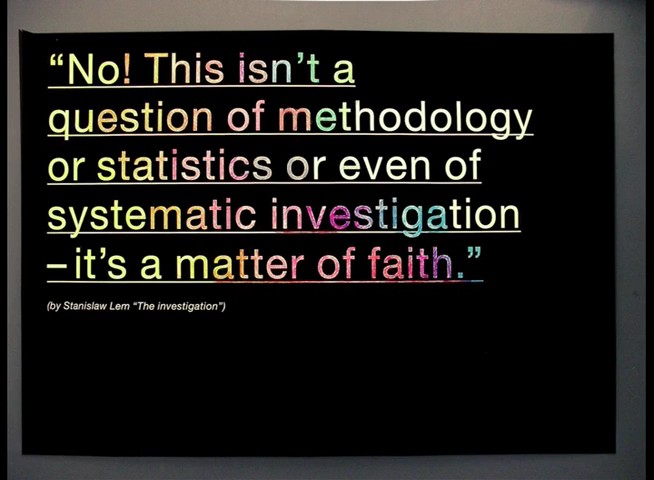 “No! This isn’t a
question of methodology
or statistics or even of
systematic investigation
–it’s a matter of faith.”
(by Stanislaw Lem “The investigation”)